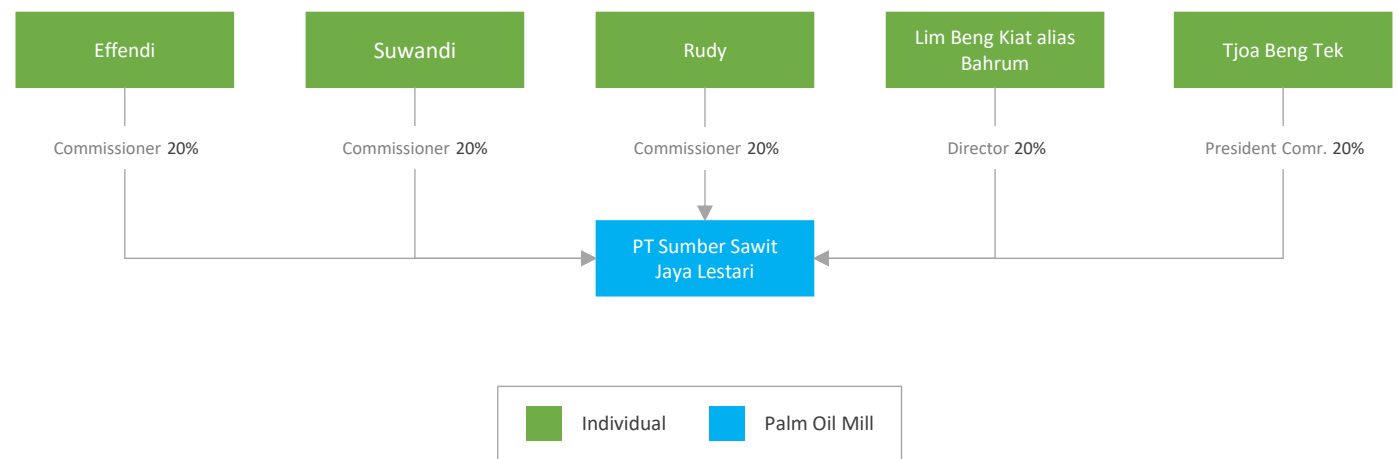 Effendi
Suwandi
Rudy
Lim Beng Kiat alias
Bahrum
Tjoa Beng Tek
Commissioner 20%
Commissioner 20%
Commissioner 20%
Director 20%
President Comr. 20%
PT Sumber Sawit
Jaya Lestari
Individual
Palm Oil Mill